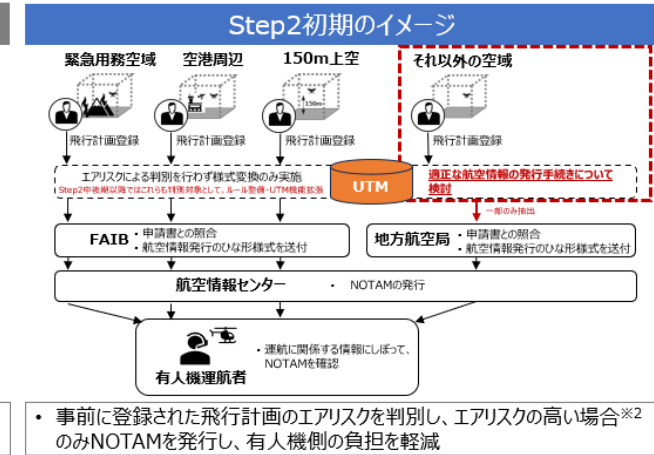 Step2初期のイメージ
緊急用務空域 空港周辺 150m上空 それ以外の空域
150m
飛行計画登録 飛行計画登録 飛行計画登録 飛行計画登録
エアリスクによる判別を行わず様式変換のみ実施
Step2中後期以降ではこれらも判別対象として、ルール整備・UTM機能拡張
UTM
適正な航空情報の発行手続きについて
検討
一部のみ抽出
FAIB
・申請書との照合
・航空情報発行のひな形様式を送付
地方航空局
・申請書との照合
・航空情報発行のひな形様式を送付
航空情報センター ・ NOTAMの発行
有人機運航者
・運航に関係する情報にしぼって、
NOTAMを確認
• 事前に登録された飛行計画のエアリスクを判別し、エアリスクの高い場合※2
のみNOTAMを発行し、有人機側の負担を軽減